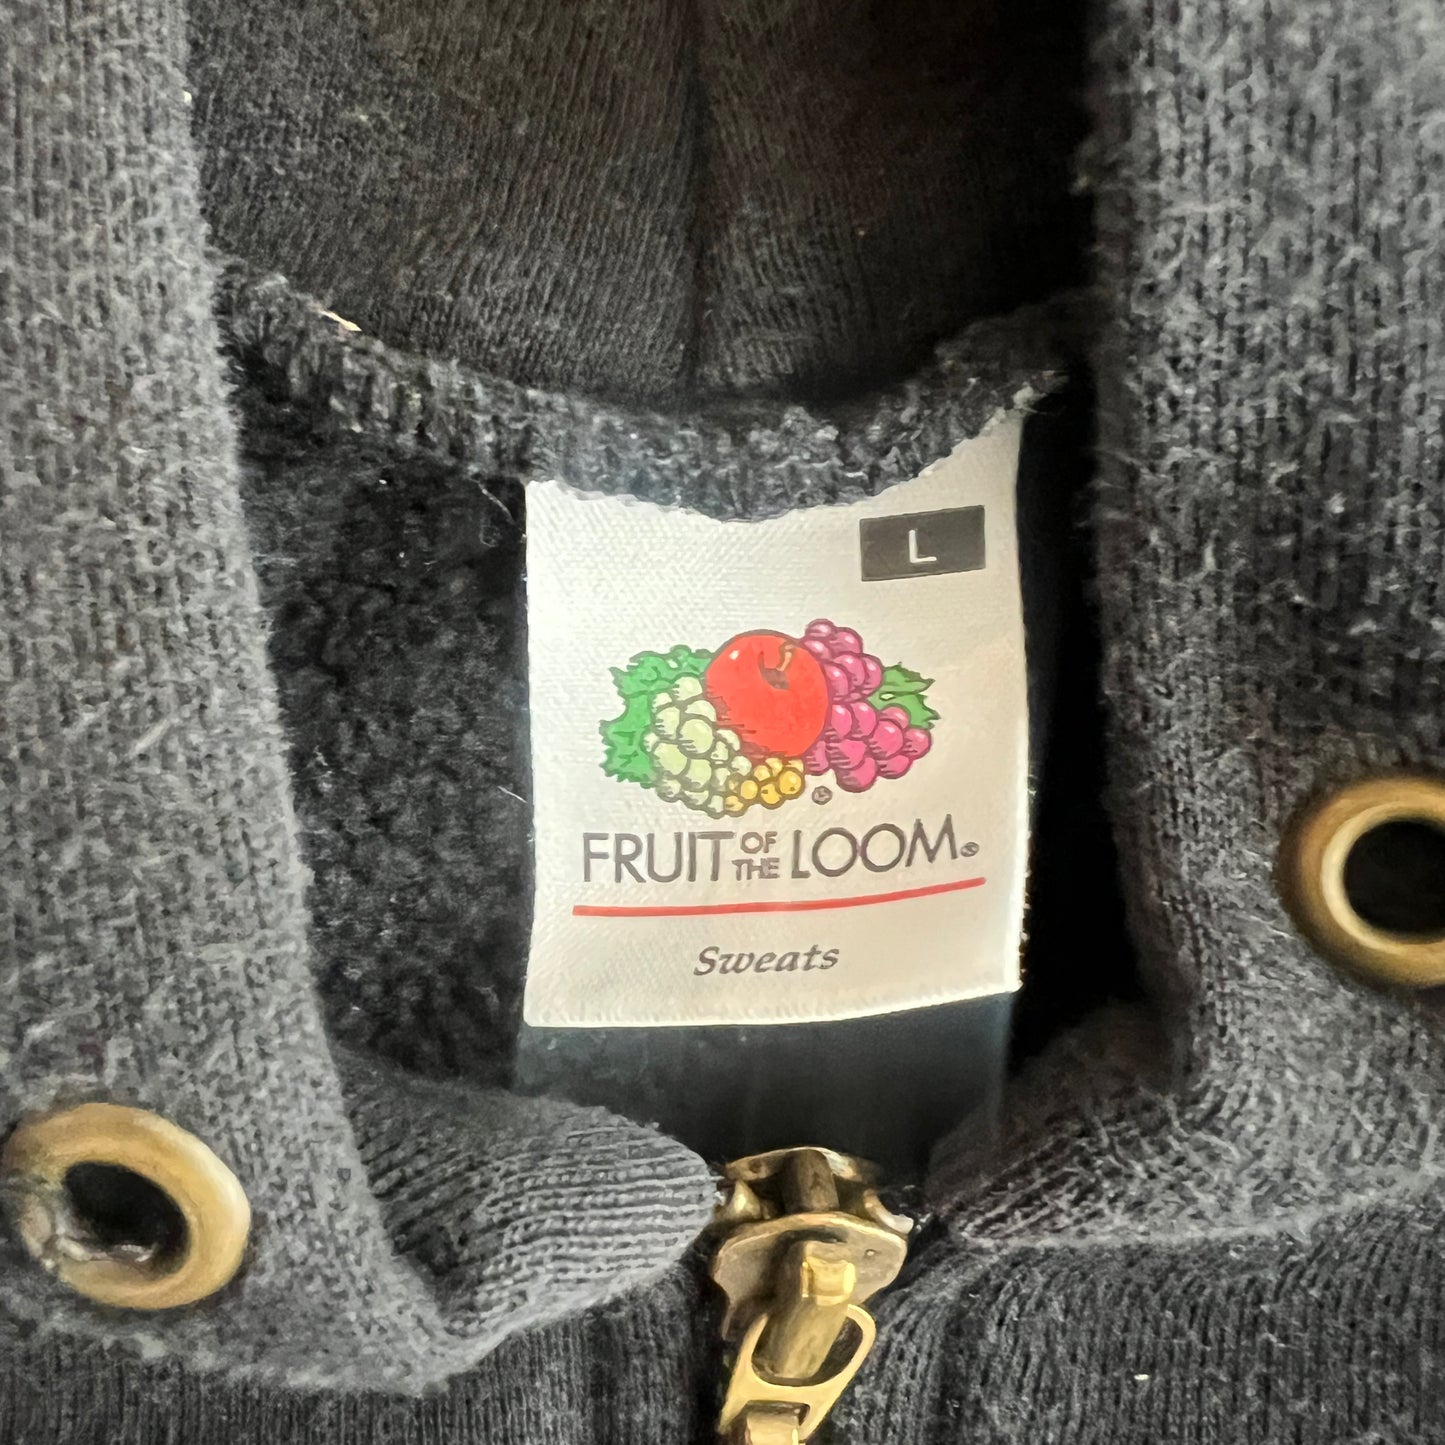 L
®
FRUIT OF THE LOOM®
Sweats